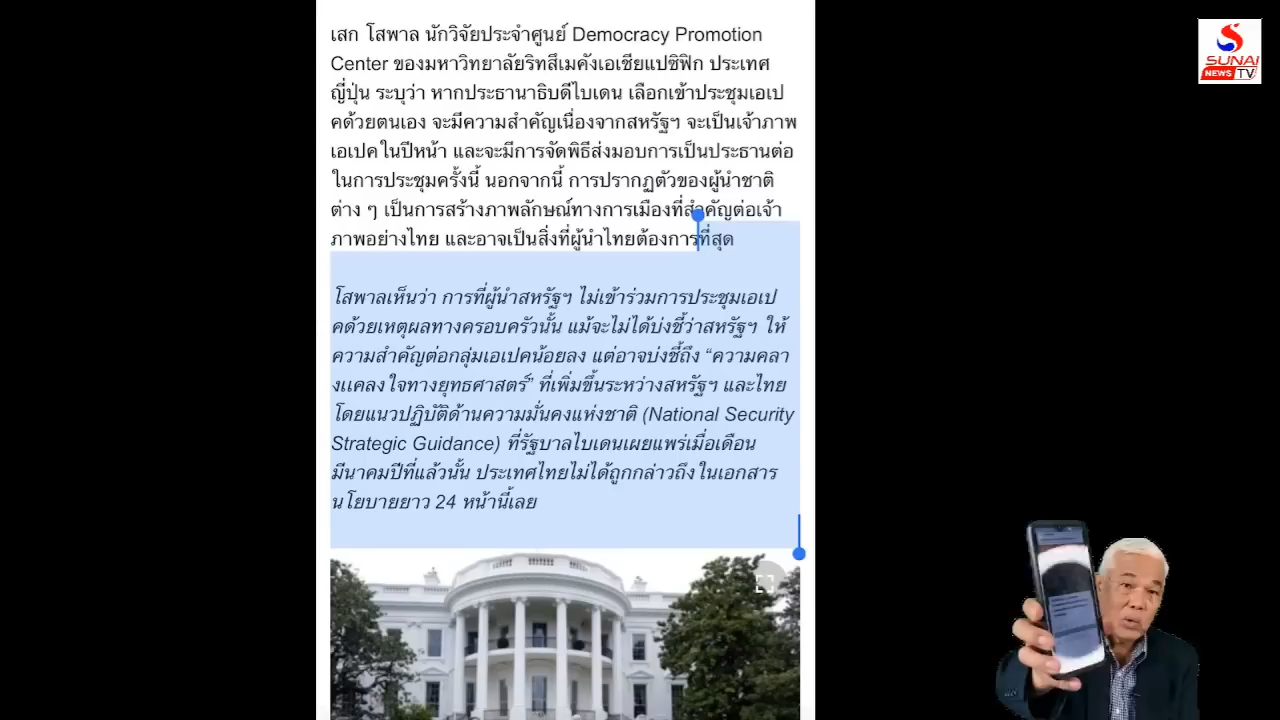 เสก โสพาล นักวิจัยประจำศูนย์ Democracy Promotion
Center ของมหาวิทยาลัยริทสึเมคังเอเชียแปซิฟิก ประเทศ
ญี่ปุ่น ระบุว่า หากประธานาธิบดีไบเดน เลือกเข้าประชุมเอเป
คด้วยตนเอง จะมีความสำคัญเนื่องจากสหรัฐฯ จะเป็นเจ้าภาพ
เอเปคในปีหน้า และจะมีการจัดพิธีส่งมอบการเป็นประธานต่อ
ในการประชุมครั้งนี้ นอกจากนี้ การปรากฏตัวของผู้นำชาติ
ต่าง ๆ เป็นการสร้างภาพลักษณ์ทางการเมืองที่สำคัญต่อเจ้า
ภาพอย่างไทย และอาจเป็นสิ่งที่ผู้นำไทยต้องการที่สุด
โสพาลเห็นว่า การที่ผู้นำสหรัฐฯ ไม่เข้าร่วมการประชุมเอเป
คด้วยเหตุผลทางครอบครัวนั้น แม้จะไม่ได้บ่งชี้ว่าสหรัฐฯ ให้
ความสำคัญต่อกลุ่มเอเปคน้อยลง แต่อาจบ่งชี้ถึง “ความคลา
งแคลงใจทางยุทธศาสตร์” ที่เพิ่มขึ้นระหว่างสหรัฐฯ และไทย
โดยแนวปฏิบัติด้านความมั่นคงแห่งชาติ (National Security
Strategic Guidance) ที่รัฐบาลไบเดนเผยแพร่เมื่อเดือน
มีนาคมปีที่แล้วนั้น ประเทศไทยไม่ได้ถูกกล่าวถึงในเอกสาร
นโยบายยาว 24 หน้านี้เลย
SUNAI
NEWS TV